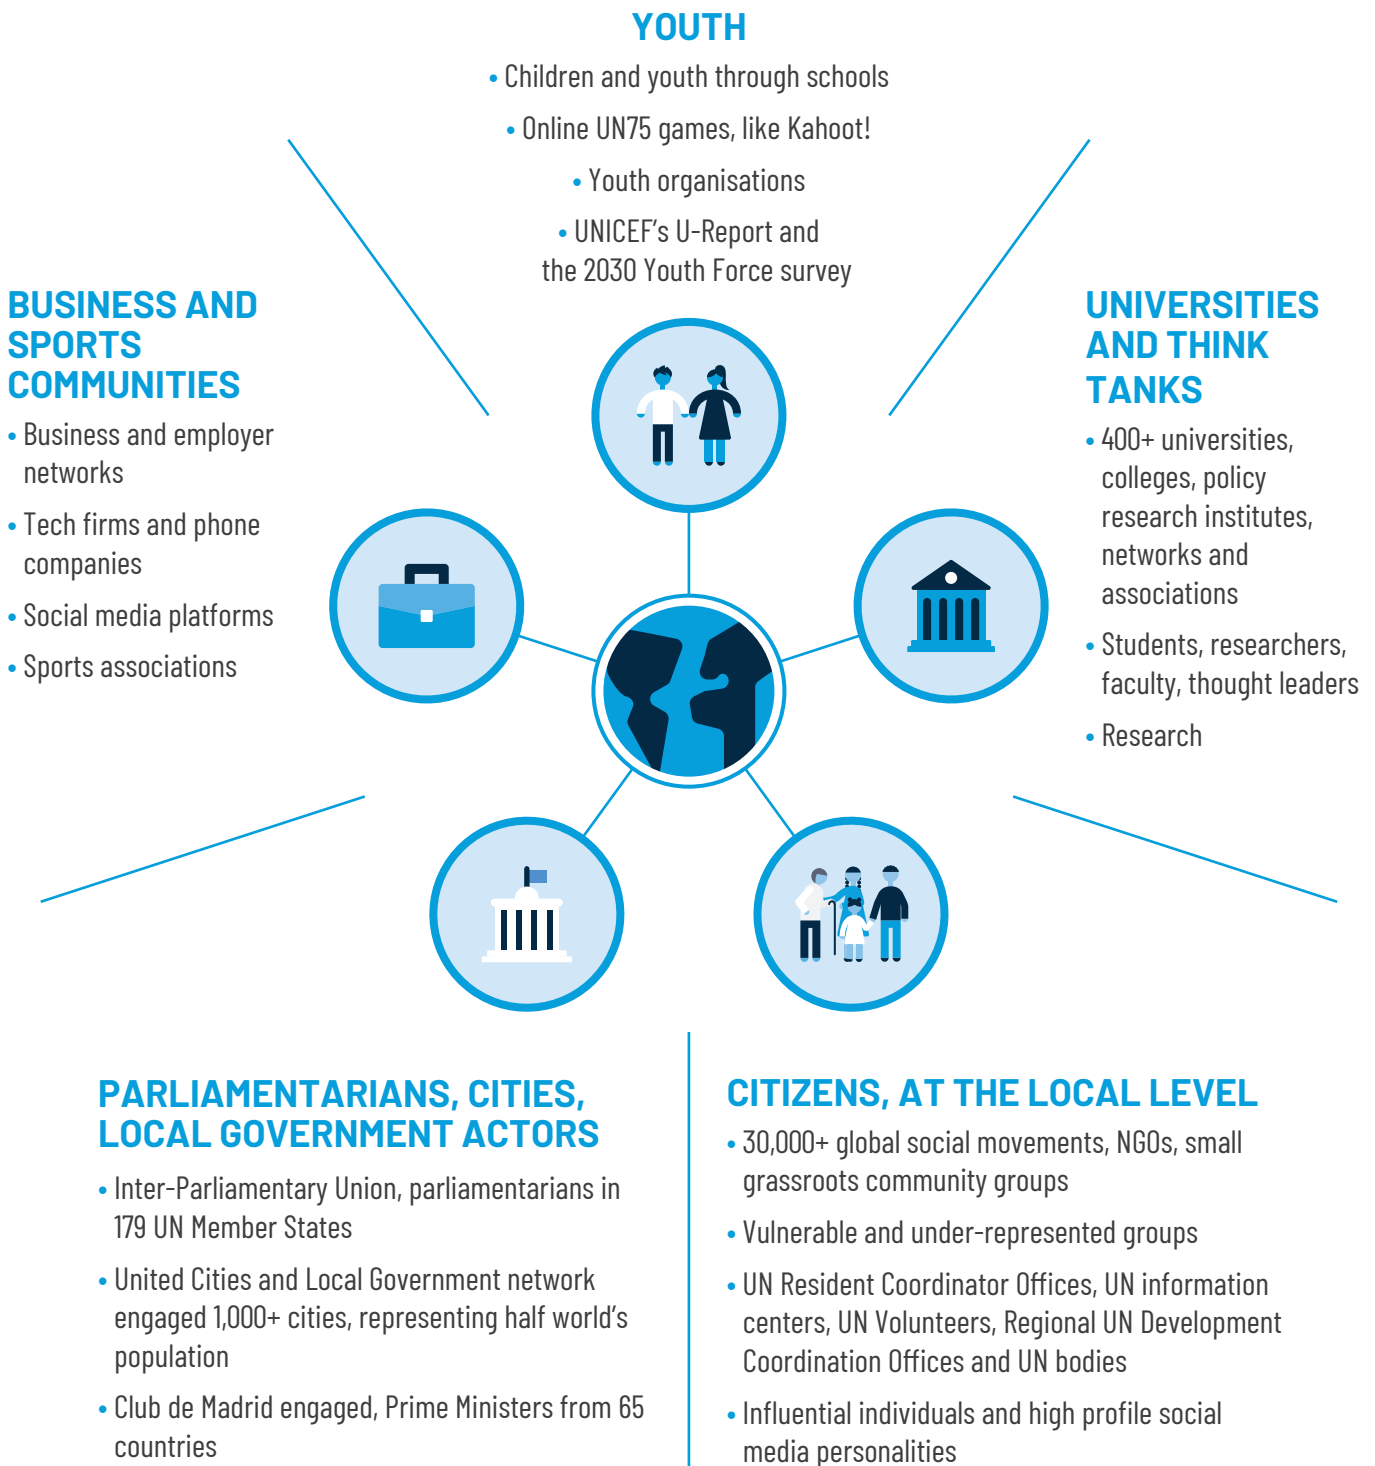 YOUTH
• Children and youth through schools
• Online UN75 games, like Kahoot!
• Youth organisations
• UNICEF’s U-Report and
the 2030 Youth Force survey
BUSINESS AND
SPORTS
COMMUNITIES
• Business and employer
networks
• Tech firms and phone
companies
• Social media platforms
• Sports associations
UNIVERSITIES
AND THINK
TANKS
• 400+ universities,
colleges, policy
research institutes,
networks and
associations
• Students, researchers,
faculty, thought leaders
• Research
PARLIAMENTARIANS, CITIES,
LOCAL GOVERNMENT ACTORS
• Inter-Parliamentary Union, parliamentarians in
179 UN Member States
• United Cities and Local Government network
engaged 1,000+ cities, representing half world’s
population
• Club de Madrid engaged, Prime Ministers from 65
countries
CITIZENS, AT THE LOCAL LEVEL
• 30,000+ global social movements, NGOs, small
grassroots community groups
• Vulnerable and under-represented groups
• UN Resident Coordinator Offices, UN information
centers, UN Volunteers, Regional UN Development
Coordination Offices and UN bodies
• Influential individuals and high profile social
media personalities